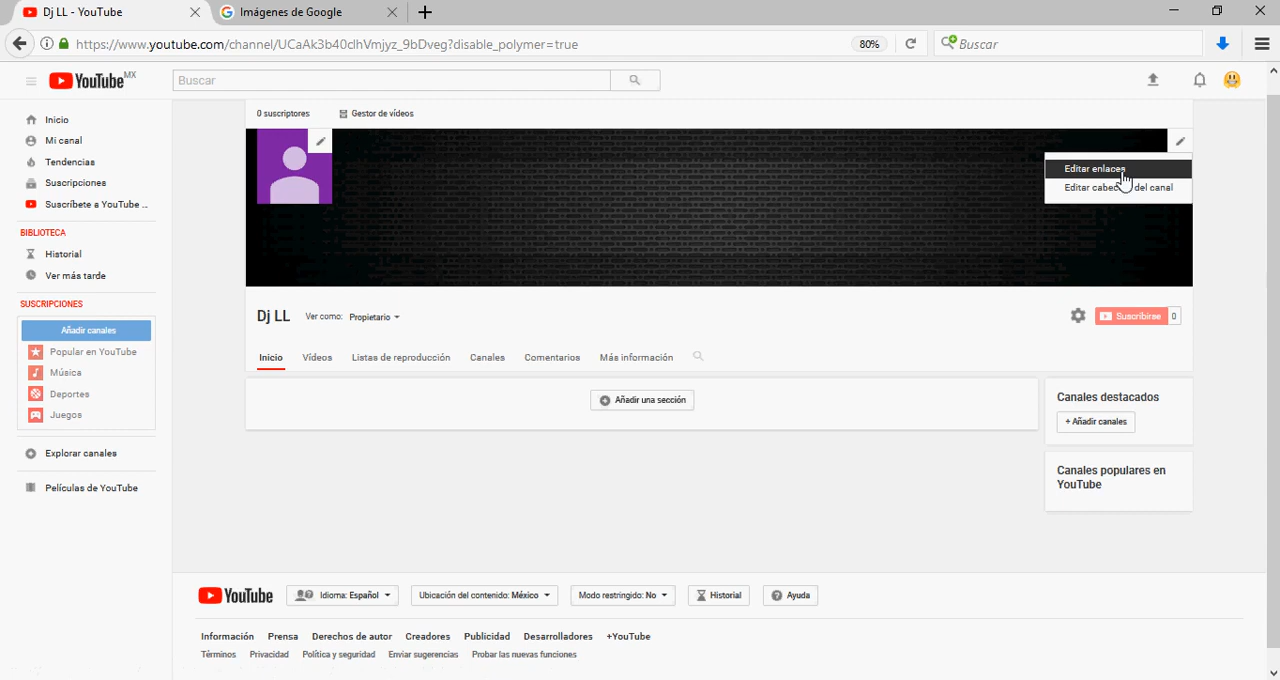 Dj LL - YouTube
Imágenes de Google
https://www.youtube.com/channel/UCaAk3b40clhVmjyz_9bDveg?disable_polymer=true
80%
Buscar
YouTube MX
Buscar
Inicio
Mi canal
Tendencias
Suscripciones
Suscríbete a YouTube ...
BIBLIOTECA
Historial
Ver más tarde
SUSCRIPCIONES
Añadir canales
Popular en YouTube
Música
Deportes
Juegos
Explorar canales
Películas de YouTube
0 suscriptores
Gestor de vídeos
Editar enlaces
Editar del canal
Dj LL
Ver como: Propietario
Suscribirse 0
Inicio
Vídeos
Listas de reproducción
Canales
Comentarios
Más información
Añadir una sección
Canales destacados
+ Añadir canales
Canales populares en
YouTube
YouTube
Idioma: Español
Ubicación del contenido: México
Modo restringido: No
Historial
Ayuda
Información Prensa Derechos de autor Creadores Publicidad Desarrolladores +YouTube
Términos Privacidad Política y seguridad Enviar sugerencias Probar las nuevas funciones